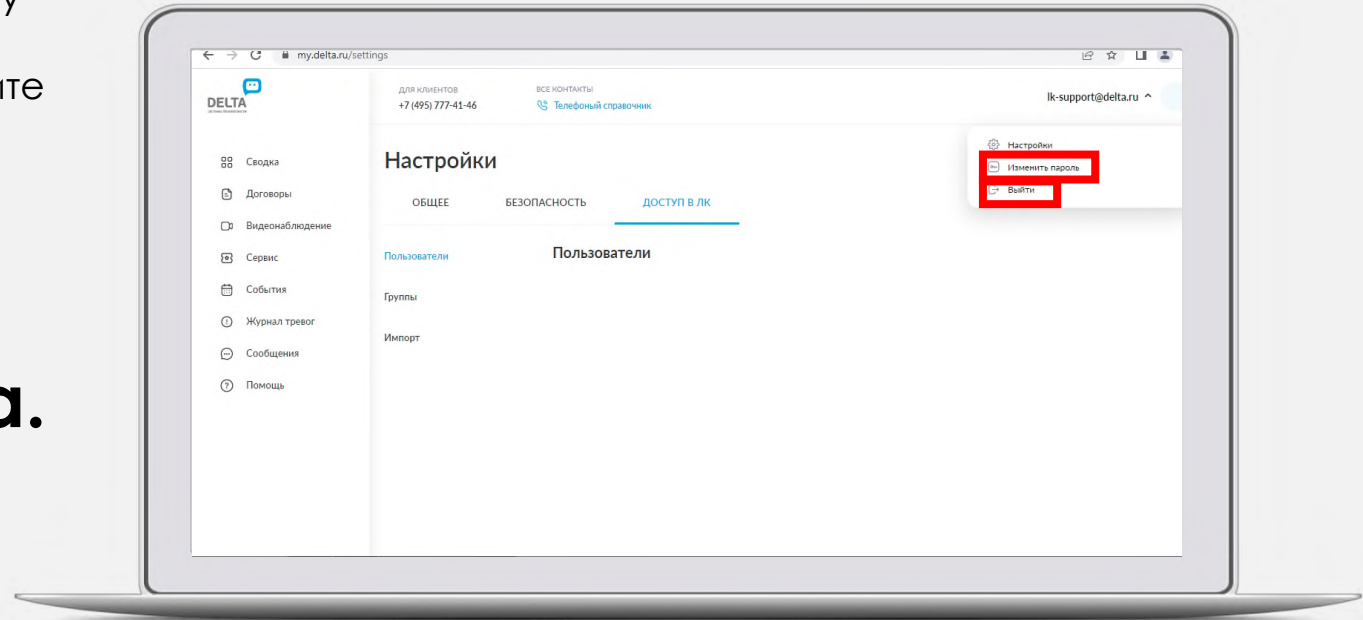 у
ите
а.
my.delta.ru/settings
DELTA
ДЛЯ КЛИЕНТОВ
+7 (495) 777-41-46
ВСЕ КОНТАКТЫ
Телефоный справочник
lk-support@delta.ru
Настройки
Изменить пароль
Выйти
Сводка
Договоры
Видеонаблюдение
Сервис
События
Журнал тревог
Сообщения
Помощь
Настройки
ОБЩЕЕ БЕЗОПАСНОСТЬ ДОСТУП В ЛК
Пользователи
Группы
Импорт
Пользователи